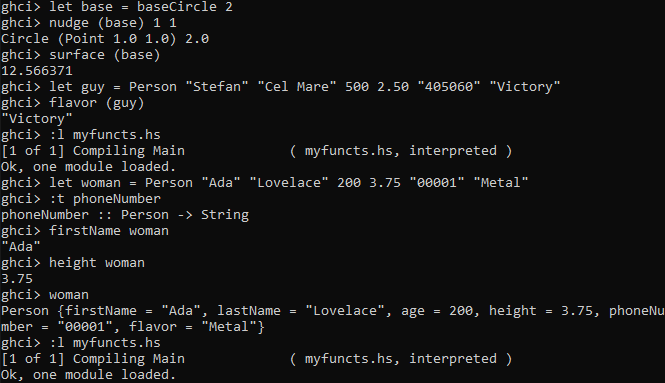 ghci> let base = baseCircle 2
ghci> nudge (base) 1 1
Circle (Point 1.0 1.0) 2.0
ghci> surface (base)
12.566371
ghci> let guy = Person "Stefan" "Cel Mare" 500 2.50 "405060" "Victory"
ghci> flavor (guy)
"Victory"
ghci> :l myfuncts.hs
[1 of 1] Compiling Main             ( myfuncts.hs, interpreted )
Ok, one module loaded.
ghci> let woman = Person "Ada" "Lovelace" 200 3.75 "00001" "Metal"
ghci> :t phoneNumber
phoneNumber :: Person -> String
ghci> firstName woman
"Ada"
ghci> height woman
3.75
ghci> woman
Person {firstName = "Ada", lastName = "Lovelace", age = 200, height = 3.75, phoneNu
mber = "00001", flavor = "Metal"}
ghci> :l myfuncts.hs
[1 of 1] Compiling Main             ( myfuncts.hs, interpreted )
Ok, one module loaded.